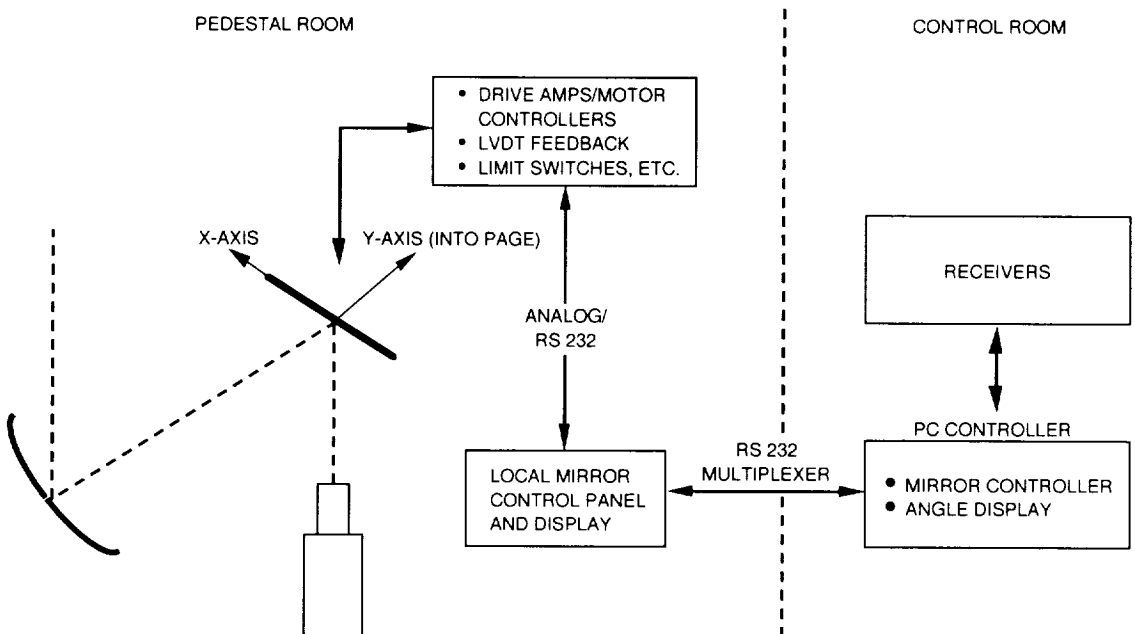 PEDESTAL ROOM
CONTROL ROOM
• DRIVE AMPS/MOTOR
CONTROLLERS
• LVDT FEEDBACK
• LIMIT SWITCHES, ETC.
X-AXIS
Y-AXIS (INTO PAGE)
RECEIVERS
ANALOG/
RS 232
PC CONTROLLER
RS 232
MULTIPLEXER
LOCAL MIRROR
CONTROL PANEL
AND DISPLAY
• MIRROR CONTROLLER
• ANGLE DISPLAY